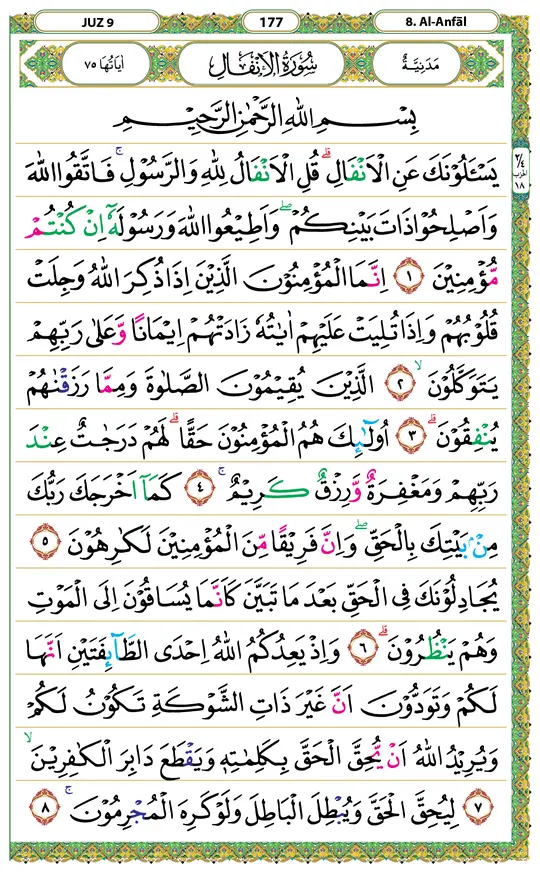 JUZ 9
177
8. Al-Anfāl
اٰيَاتُهَا ٧٥
سُوْرَةُ الْاَنْفَالِ
مَدَنِيَّةٌ
بِسْمِ اللّٰهِ الرَّحْمٰنِ الرَّحِيْمِ
يَسْـَٔلُوْنَكَ عَنِ الْاَنْفَالِۗ قُلِ الْاَنْفَالُ لِلّٰهِ وَالرَّسُوْلِۚ فَاتَّقُوا اللّٰهَ
وَاَصْلِحُوْا ذَاتَ بَيْنِكُمْۖ وَاَطِيْعُوا اللّٰهَ وَرَسُوْلَهٗٓ اِنْ كُنْتُمْ
مُّؤْمِنِيْنَ ١ اِنَّمَا الْمُؤْمِنُوْنَ الَّذِيْنَ اِذَا ذُكِرَ اللّٰهُ وَجِلَتْ
قُلُوْبُهُمْ وَاِذَا تُلِيَتْ عَلَيْهِمْ اٰيٰتُهٗ زَادَتْهُمْ اِيْمَانًا وَّعَلٰى رَبِّهِمْ
يَتَوَكَّلُوْنَۙ ٢ الَّذِيْنَ يُقِيْمُوْنَ الصَّلٰوةَ وَمِمَّا رَزَقْنٰهُمْ
يُنْفِقُوْنَۗ ٣ اُولٰۤىِٕكَ هُمُ الْمُؤْمِنُوْنَ حَقًّاۗ لَهُمْ دَرَجٰتٌ عِنْدَ
رَبِّهِمْ وَمَغْفِرَةٌ وَّرِزْقٌ كَرِيْمٌۚ ٤ كَمَآ اَخْرَجَكَ رَبُّكَ
مِنْۢ بَيْتِكَ بِالْحَقِّۖ وَاِنَّ فَرِيْقًا مِّنَ الْمُؤْمِنِيْنَ لَكٰرِهُوْنَ ٥
يُجَادِلُوْنَكَ فِى الْحَقِّ بَعْدَ مَا تَبَيَّنَ كَاَنَّمَا يُسَاقُوْنَ اِلَى الْمَوْتِ
وَهُمْ يَنْظُرُوْنَۗ ٦ وَاِذْ يَعِدُكُمُ اللّٰهُ اِحْدَى الطَّاۤىِٕفَتَيْنِ اَنَّهَا
لَكُمْ وَتَوَدُّوْنَ اَنَّ غَيْرَ ذَاتِ الشَّوْكَةِ تَكُوْنُ لَكُمْ
وَيُرِيْدُ اللّٰهُ اَنْ يُّحِقَّ الْحَقَّ بِكَلِمٰتِهٖ وَيَقْطَعَ دَابِرَ الْكٰفِرِيْنَۙ
٧ لِيُحِقَّ الْحَقَّ وَيُبْطِلَ الْبَاطِلَ وَلَوْ كَرِهَ الْمُجْرِمُوْنَۚ ٨
٣/٤
الحزب
١٨